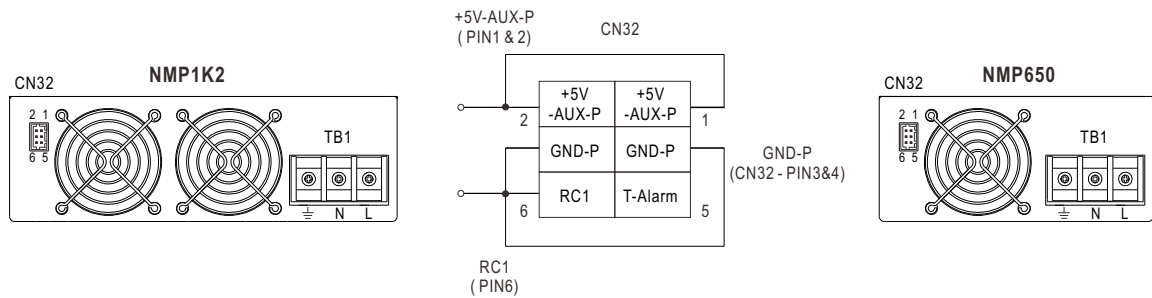 NMP1K2
CN32
2 1
6 5
TB1
N L
+5V-AUX-P
( PIN1 & 2)
CN32
+5V
-AUX-P
+5V
-AUX-P
2
1
GND-P
GND-P
RC1
T-Alarm
6
5
GND-P
(CN32 - PIN3&4)
RC1
( PIN6)
NMP650
CN32
2 1
6 5
TB1
N L